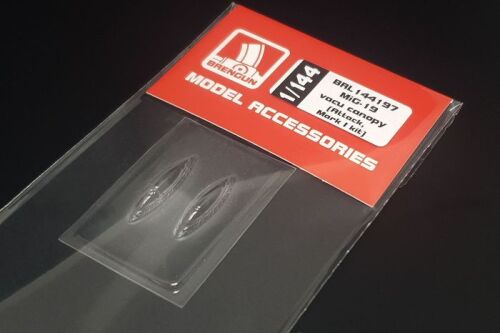 BRENGUN
MODEL ACCESSORIES
1/144
BRL144197
MiG-19
vacu canopy
(Attack,
Mark I kit)